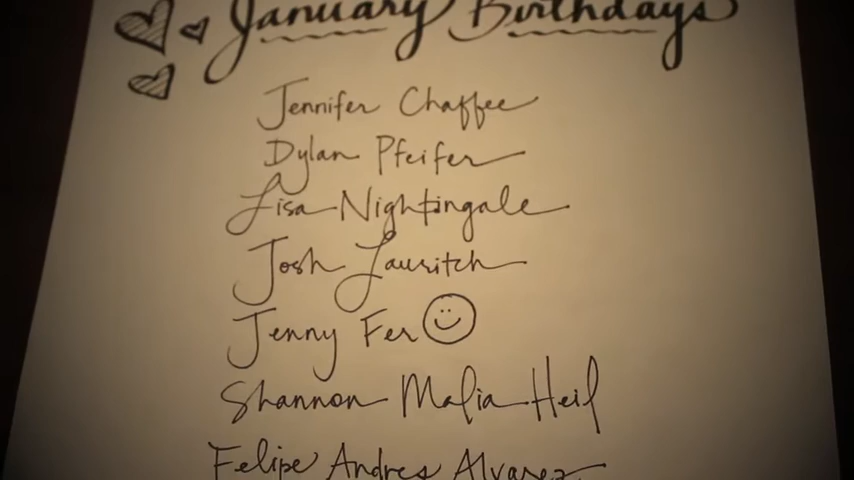 January Birthdays
Jennifer Chaffee
Dylan Pfeifer
Lisa Nightingale
Josh Lauritch
Jenny Fer
Shannon Malia Heil
Felipe Andres Alvarez